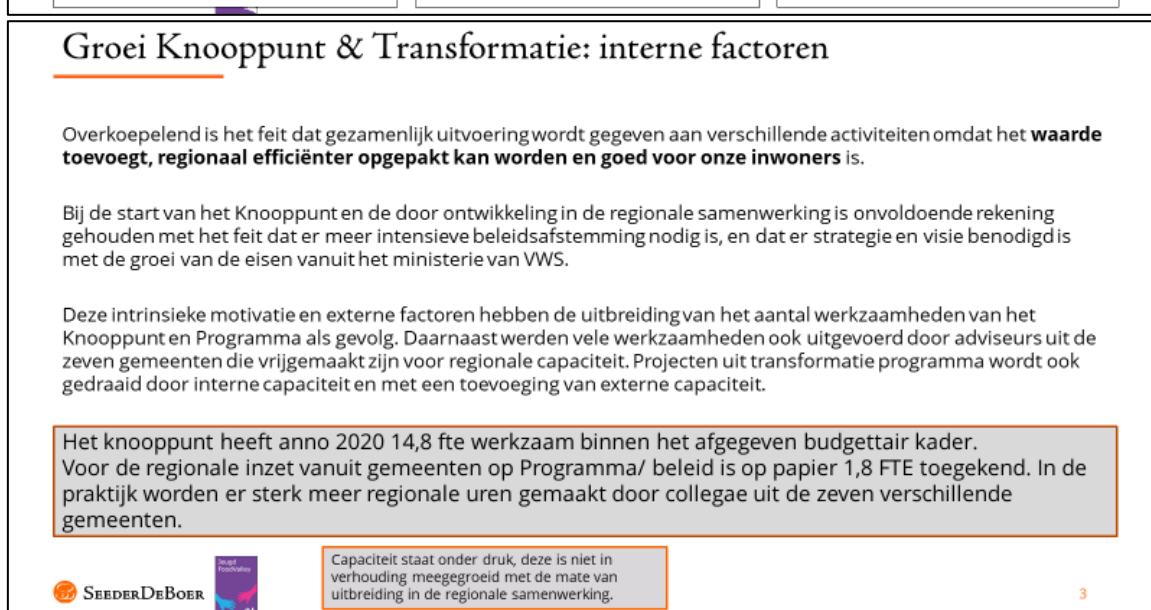 Groei Knooppunt & Transformatie: interne factoren
Overkoepelend is het feit dat gezamenlijk uitvoering wordt gegeven aan verschillende activiteiten omdat het waarde
toevoegt, regionaal efficiënter opgepakt kan worden en goed voor onze inwoners is.
Bij de start van het Knooppunt en de door ontwikkeling in de regionale samenwerking is onvoldoende rekening
gehouden met het feit dat er meer intensieve beleidsafstemming nodig is, en dat er strategie en visie benodigd is
met de groei van de eisen vanuit het ministerie van VWS.
Deze intrinsieke motivatie en externe factoren hebben de uitbreiding van het aantal werkzaamheden van het
Knooppunt en Programma als gevolg. Daarnaast werden vele werkzaamheden ook uitgevoerd door adviseurs uit de
zeven gemeenten die vrijgemaakt zijn voor regionale capaciteit. Projecten uit transformatie programma wordt ook
gedraaid door interne capaciteit en met een toevoeging van externe capaciteit.
Het knooppunt heeft anno 2020 14,8 fte werkzaam binnen het afgegeven budgettair kader.
Voor de regionale inzet vanuit gemeenten op Programma/ beleid is op papier 1,8 FTE toegekend. In de
praktijk worden er sterk meer regionale uren gemaakt door collegae uit de zeven verschillende
gemeenten.
SeederDeBoer
Jeugd
FoodValley
Capaciteit staat onder druk, deze is niet in
verhouding meegegroeid met de mate van
uitbreiding in de regionale samenwerking.
3